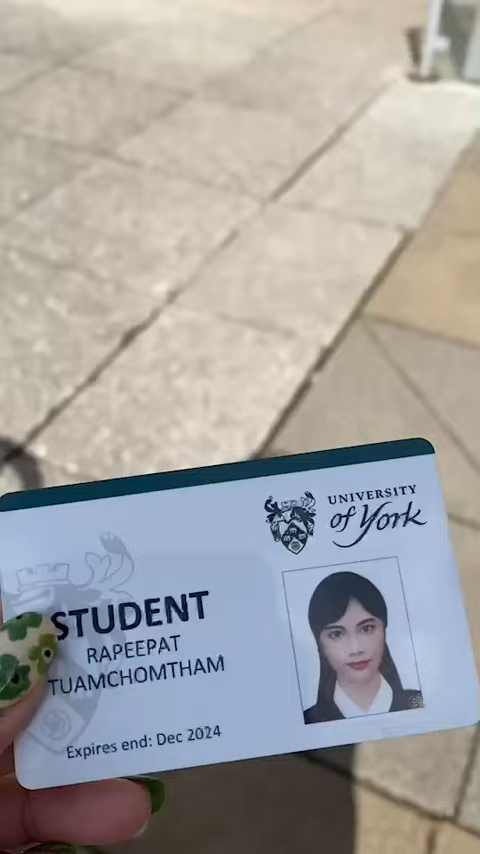 UNIVERSITY
of York
STUDENT
RAPEEPAT
TUAMCHOMTHAM
Expires end: Dec 2024